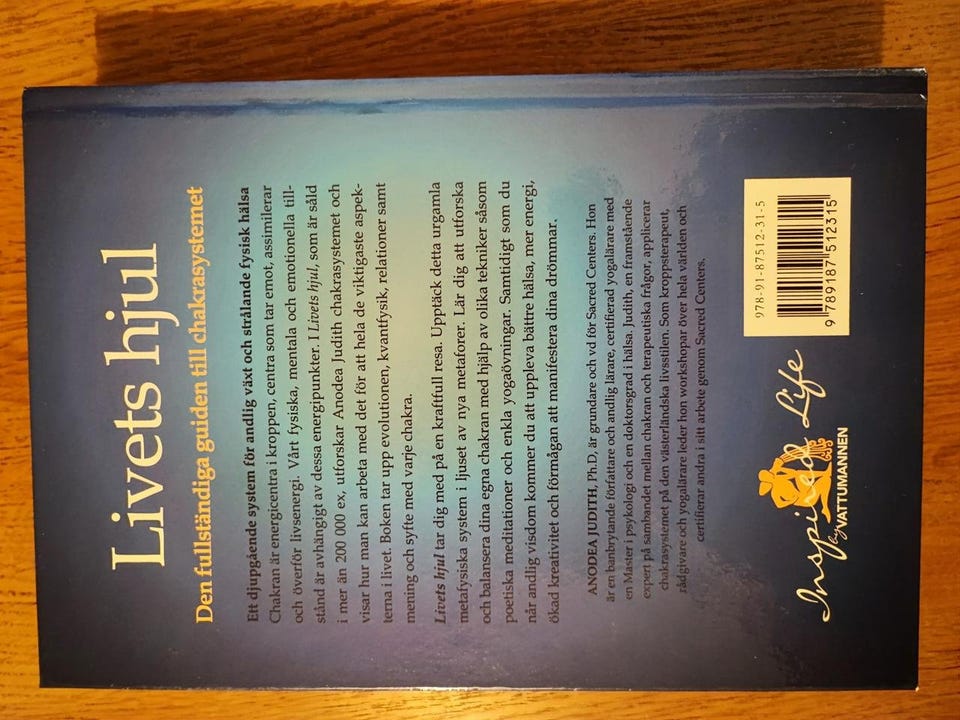 Livets hjul
Den fullständiga guiden till chakrasystemet
Ett djupgående system för andlig växt och strålande fysisk hälsa
Chakran är energicentra i kroppen, centra som tar emot, assimilerar
och överför livsenergi. Vårt fysiska, mentala och emotionella till-
stånd är avhängigt av dessa energipunkter. I Livets hjul, som är såld
i mer än 200 000 ex, utforskar Anodea Judith chakrasystemet och
visar hur man kan arbeta med det för att hela de viktigaste aspek-
terna i livet. Boken tar upp evolutionen, kvantfysik, relationer samt
mening och syfte med varje chakra.
Livets hjul tar dig med på en kraftfull resa. Upptäck detta urgamla
metafysiska system i ljuset av nya metaforer. Lär dig att utforska
och balansera dina egna chakran med hjälp av olika tekniker såsom
poetiska meditationer och enkla yogaövningar. Samtidigt som du
når andlig visdom kommer du att uppleva bättre hälsa, mer energi,
ökad kreativitet och förmågan att manifestera dina drömmar.
ANODEA JUDITH, Ph.D, är grundare och vd för Sacred Centers. Hon
är en banbrytande författare och andlig lärare, certifierad yogalärare med
en Master i psykologi och en doktorsgrad i hälsa. Judith, en framstående
expert på sambandet mellan chakran och terapeutiska frågor, applicerar
chakrasystemet på den västerländska livsstilen. Som kroppsterapeut,
rådgivare och yogalärare leder hon workshopar över hela världen och
certifierar andra i sitt arbete genom Sacred Centers.
978-91-87512-31-5
9 789187 512315
Inspired Life
by VATTUMANNEN